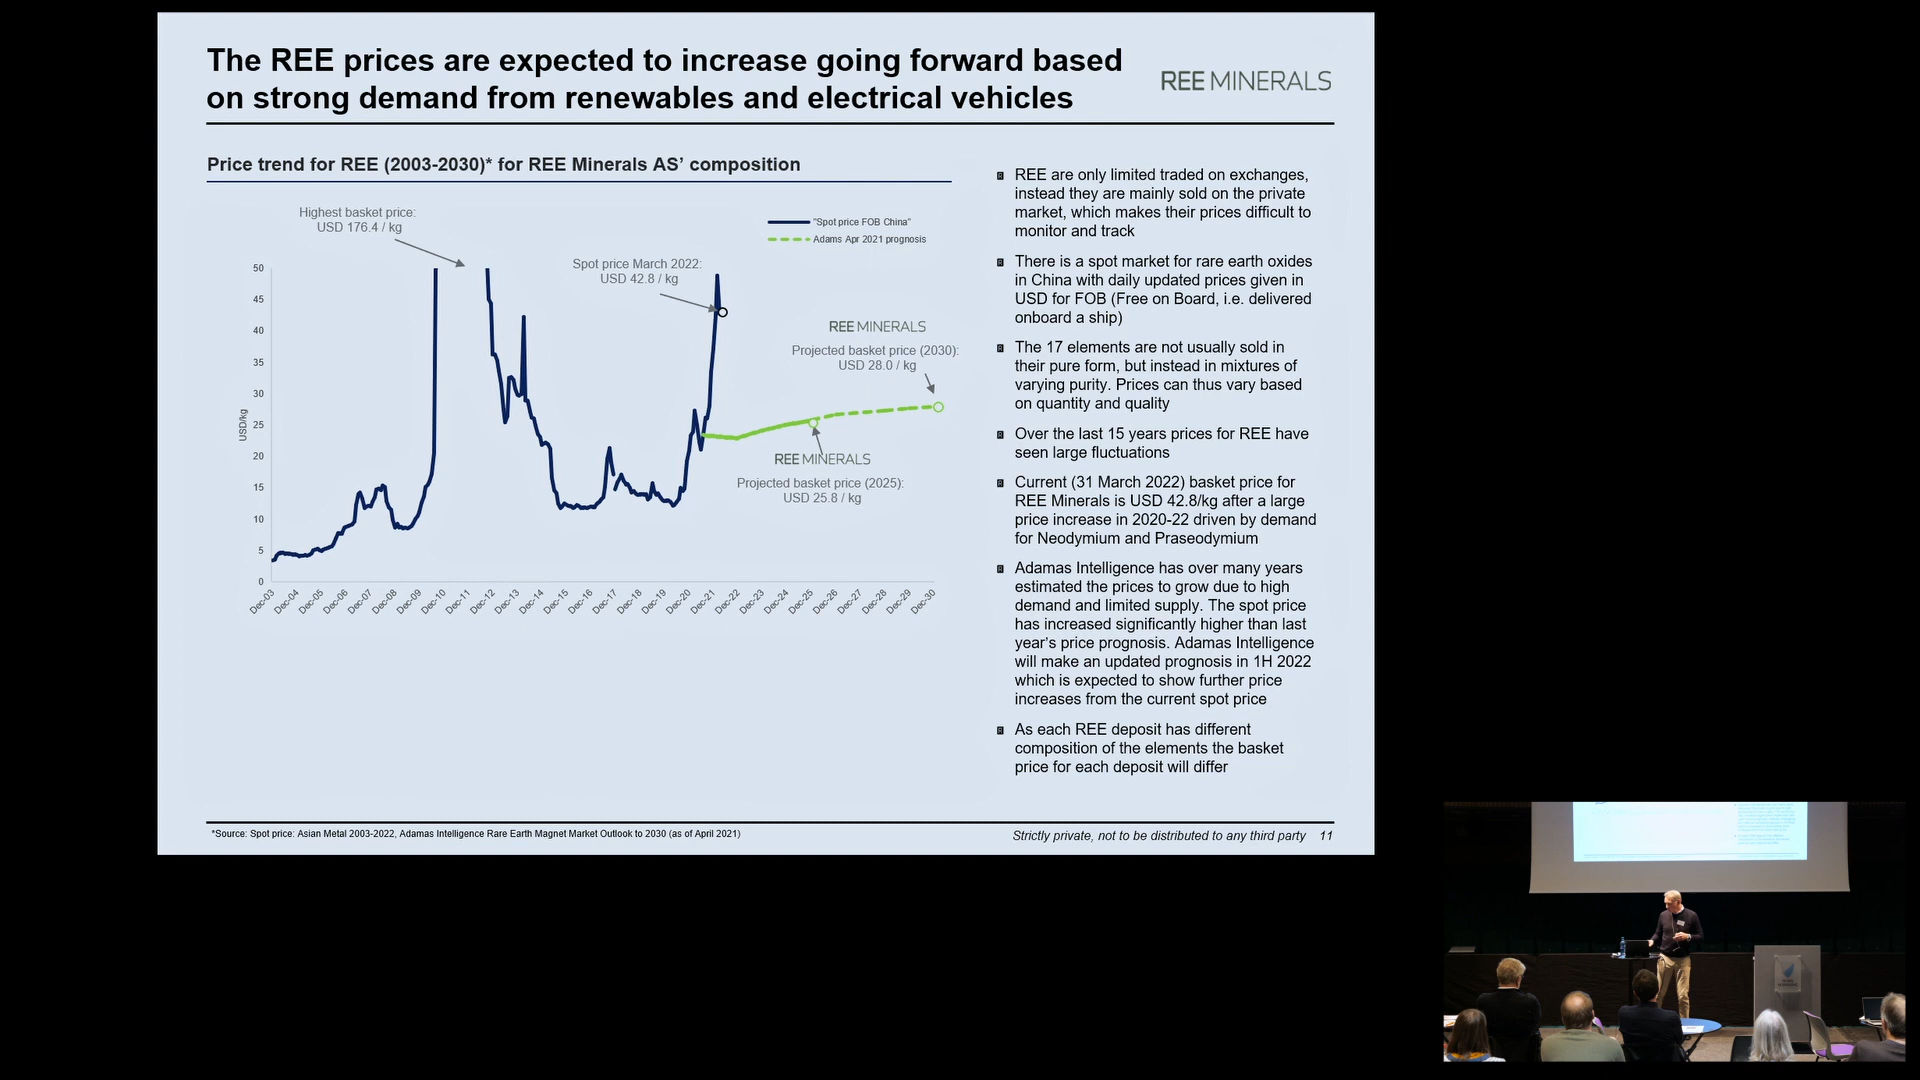 The REE prices are expected to increase going forward based
on strong demand from renewables and electrical vehicles
REE MINERALS
Price trend for REE (2003-2030)* for REE Minerals AS’ composition
Highest basket price:
USD 176.4 / kg
"Spot price FOB China"
Adams Apr 2021 prognosis
Spot price March 2022:
USD 42.8 / kg
REE MINERALS
Projected basket price (2030):
USD 28.0 / kg
REE MINERALS
Projected basket price (2025):
USD 25.8 / kg
USD/kg
50
45
40
35
30
25
20
15
10
5
0
Dec-03
Dec-04
Dec-05
Dec-06
Dec-07
Dec-08
Dec-09
Dec-10
Dec-11
Dec-12
Dec-13
Dec-14
Dec-15
Dec-16
Dec-17
Dec-18
Dec-19
Dec-20
Dec-21
Dec-22
Dec-23
Dec-24
Dec-25
Dec-26
Dec-27
Dec-28
Dec-29
Dec-30
REE are only limited traded on exchanges,
instead they are mainly sold on the private
market, which makes their prices difficult to
monitor and track
There is a spot market for rare earth oxides
in China with daily updated prices given in
USD for FOB (Free on Board, i.e. delivered
onboard a ship)
The 17 elements are not usually sold in
their pure form, but instead in mixtures of
varying purity. Prices can thus vary based
on quantity and quality
Over the last 15 years prices for REE have
seen large fluctuations
Current (31 March 2022) basket price for
REE Minerals is USD 42.8/kg after a large
price increase in 2020-22 driven by demand
for Neodymium and Praseodymium
Adamas Intelligence has over many years
estimated the prices to grow due to high
demand and limited supply. The spot price
has increased significantly higher than last
year’s price prognosis. Adamas Intelligence
will make an updated prognosis in 1H 2022
which is expected to show further price
increases from the current spot price
As each REE deposit has different
composition of the elements the basket
price for each deposit will differ
*Source: Spot price: Asian Metal 2003-2022, Adamas Intelligence Rare Earth Magnet Market Outlook to 2030 (as of April 2021)
Strictly private, not to be distributed to any third party 11